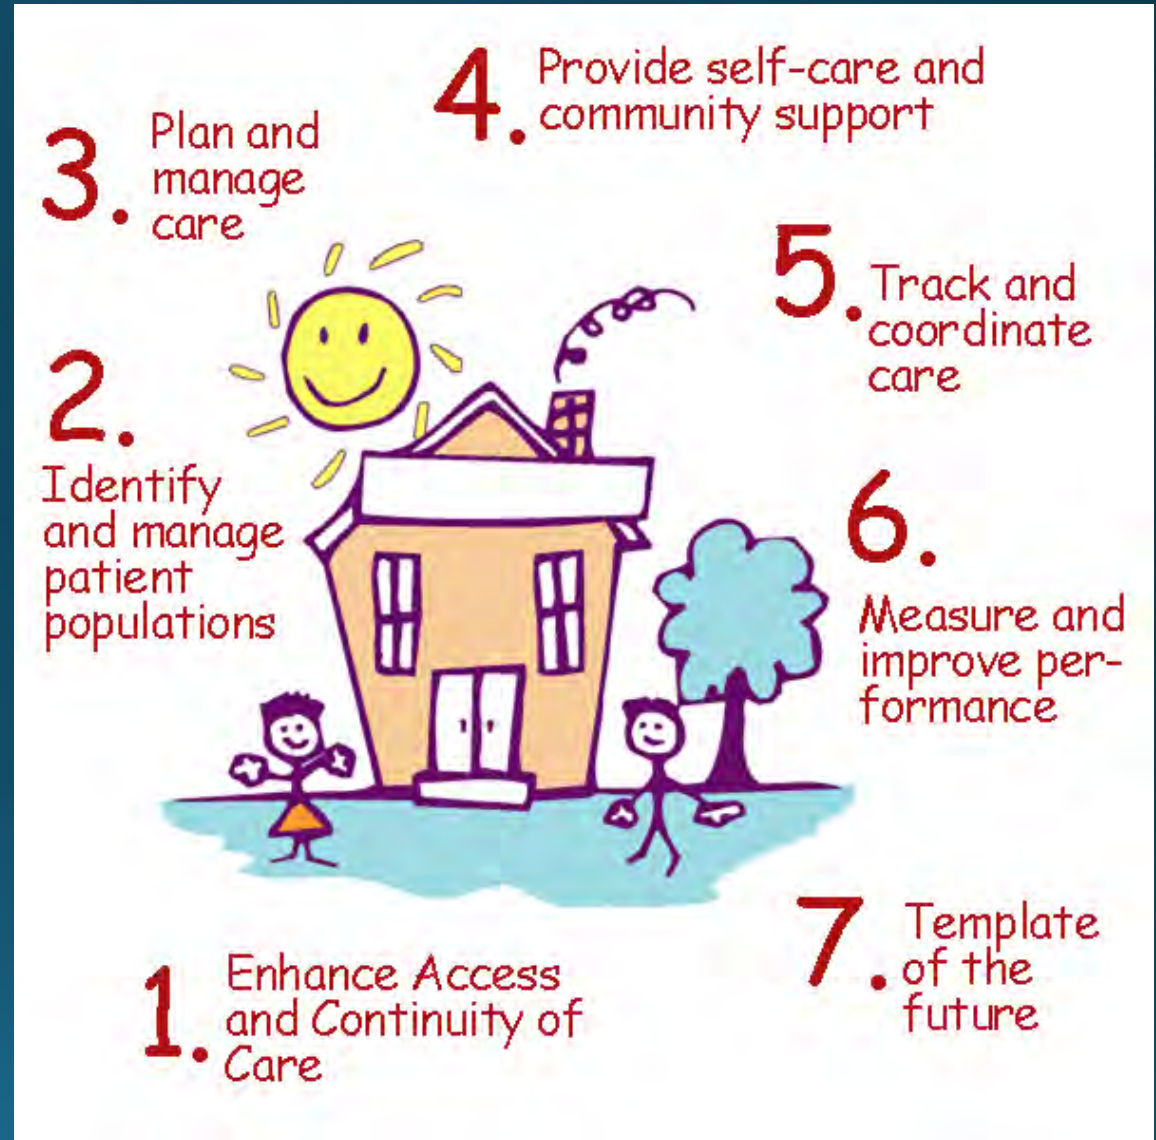 1. Enhance Access
and Continuity of
Care
2.
Identify
and manage
patient
populations
3. Plan and
manage
care
4. Provide self-care and
community support
5. Track and
coordinate
care
6.
Measure and
improve per-
formance
7. Template
of the
future